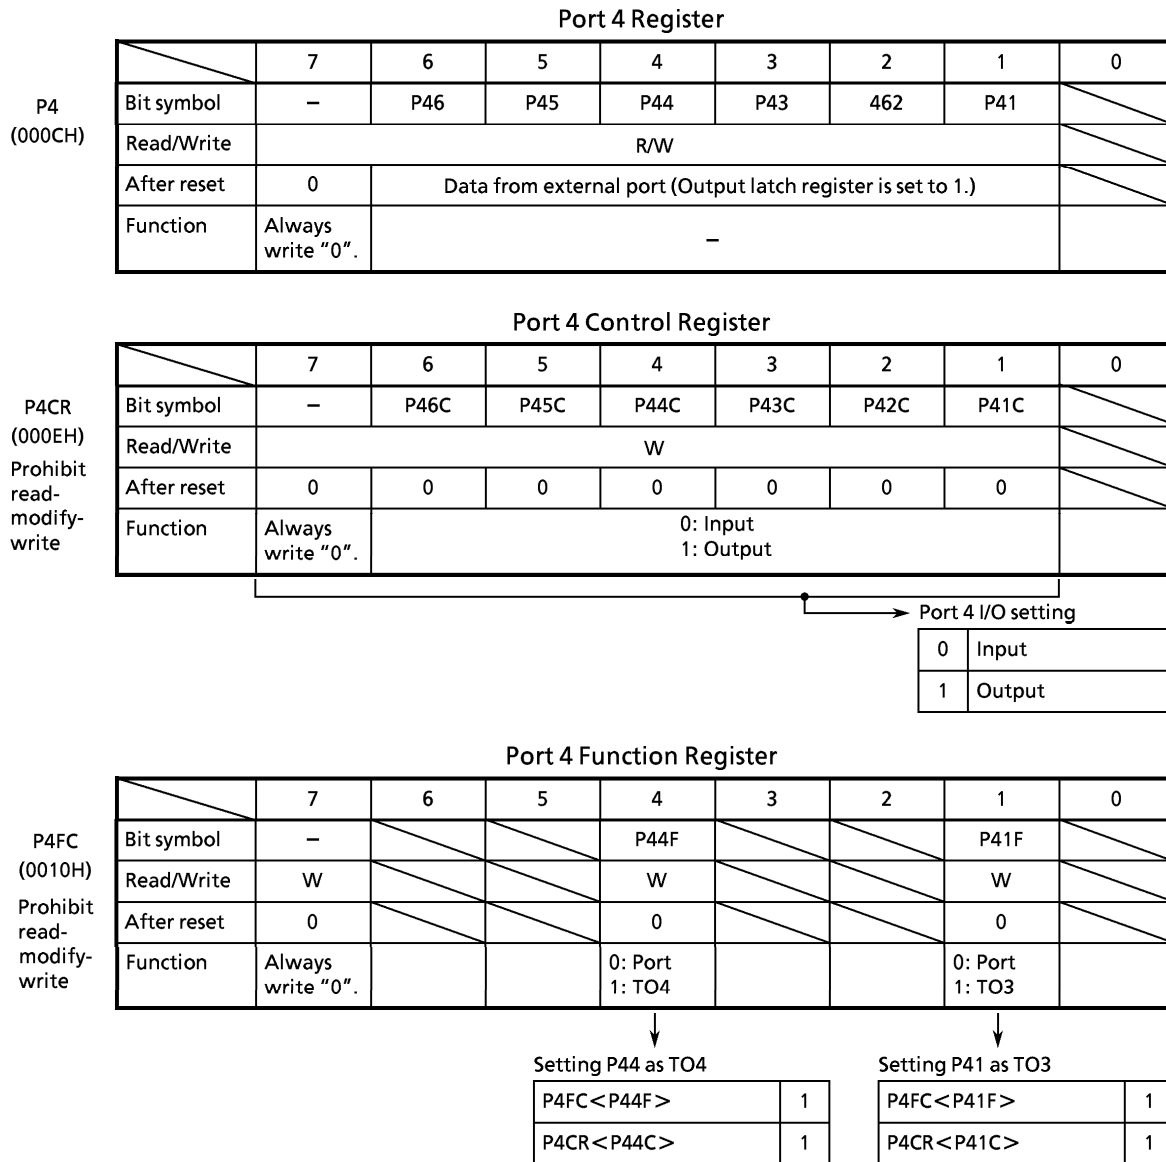 Port 4 Register
7 6 5 4 3 2 1 0
P4
(000CH)
Bit symbol – P46 P45 P44 P43 462 P41
Read/Write R/W
After reset 0 Data from external port (Output latch register is set to 1.)
Function Always write "0". –
Port 4 Control Register
7 6 5 4 3 2 1 0
P4CR
(000EH)
Prohibit
read-
modify-
write
Bit symbol – P46C P45C P44C P43C P42C P41C
Read/Write W
After reset 0 0 0 0 0 0 0
Function Always write "0". 0: Input
1: Output
Port 4 I/O setting
0 Input
1 Output
Port 4 Function Register
7 6 5 4 3 2 1 0
P4FC
(0010H)
Prohibit
read-
modify-
write
Bit symbol – P44F P41F
Read/Write W W W
After reset 0 0 0
Function Always 0: Port 0: Port
write "0". 1: TO4 1: TO3
Setting P44 as TO4
P4FC<P44F> 1
P4CR<P44C> 1
Setting P41 as TO3
P4FC<P41F> 1
P4CR<P41C> 1